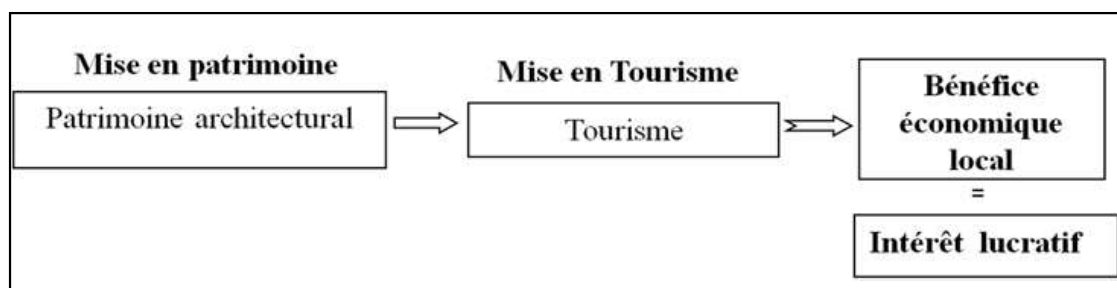 Mise en patrimoine
Patrimoine architectural
Mise en Tourisme
Tourisme
Bénéfice
économique
local
=
Intérêt lucratif